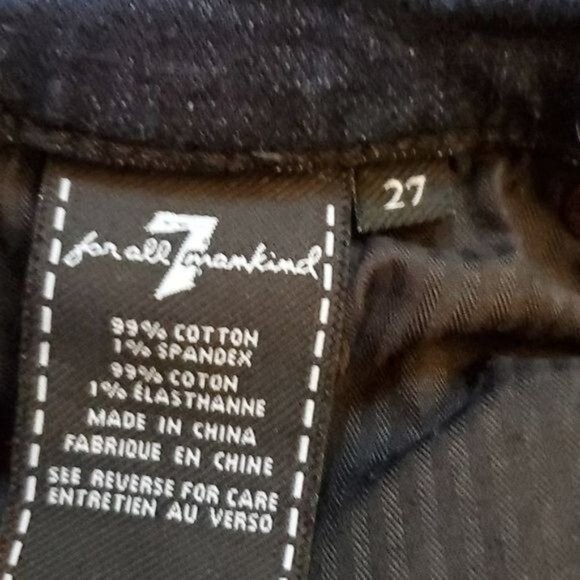 27
for all 7 mankind
99% COTTON
1% SPANDEX
99% COTON
1% ÉLASTHANNE
MADE IN CHINA
FABRIQUE EN CHINE
SEE REVERSE FOR CARE
ENTRETIEN AU VERSO